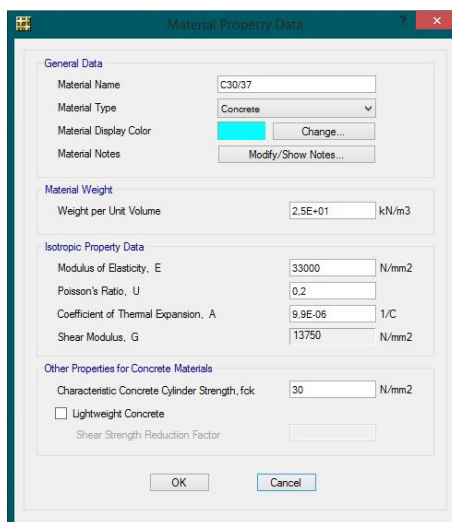 Material Property Data
?
×
General Data
Material Name C30/37
Material Type Concrete
Material Display Color Change...
Material Notes Modify/Show Notes...
Material Weight
Weight per Unit Volume 2,5E+01 kN/m3
Isotropic Property Data
Modulus of Elasticity, E 33000 N/mm2
Poisson's Ratio, U 0,2
Coefficient of Thermal Expansion, A 9,9E-06 1/C
Shear Modulus, G 13750 N/mm2
Other Properties for Concrete Materials
Characteristic Concrete Cylinder Strength, fck 30 N/mm2
Lightweight Concrete
Shear Strength Reduction Factor
OK Cancel